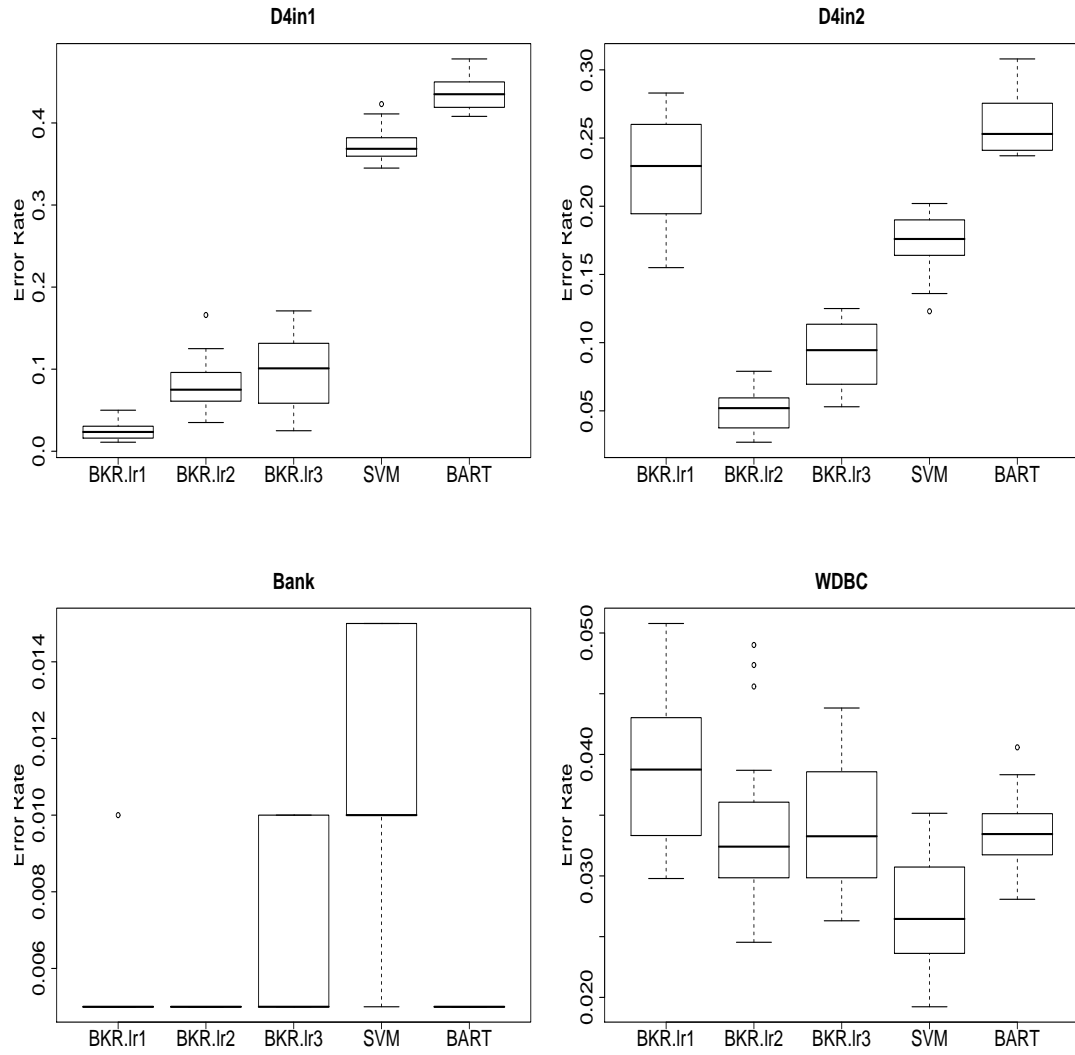 D4in1
Error Rate
0.0
0.1
0.2
0.3
0.4
BKR.lr1
BKR.lr2
BKR.lr3
SVM
BART
D4in2
Error Rate
0.05
0.10
0.15
0.20
0.25
0.30
BKR.lr1
BKR.lr2
BKR.lr3
SVM
BART
Bank
Error Rate
0.006
0.008
0.010
0.012
0.014
BKR.lr1
BKR.lr2
BKR.lr3
SVM
BART
WDBC
Error Rate
0.020
0.030
0.040
0.050
BKR.lr1
BKR.lr2
BKR.lr3
SVM
BART